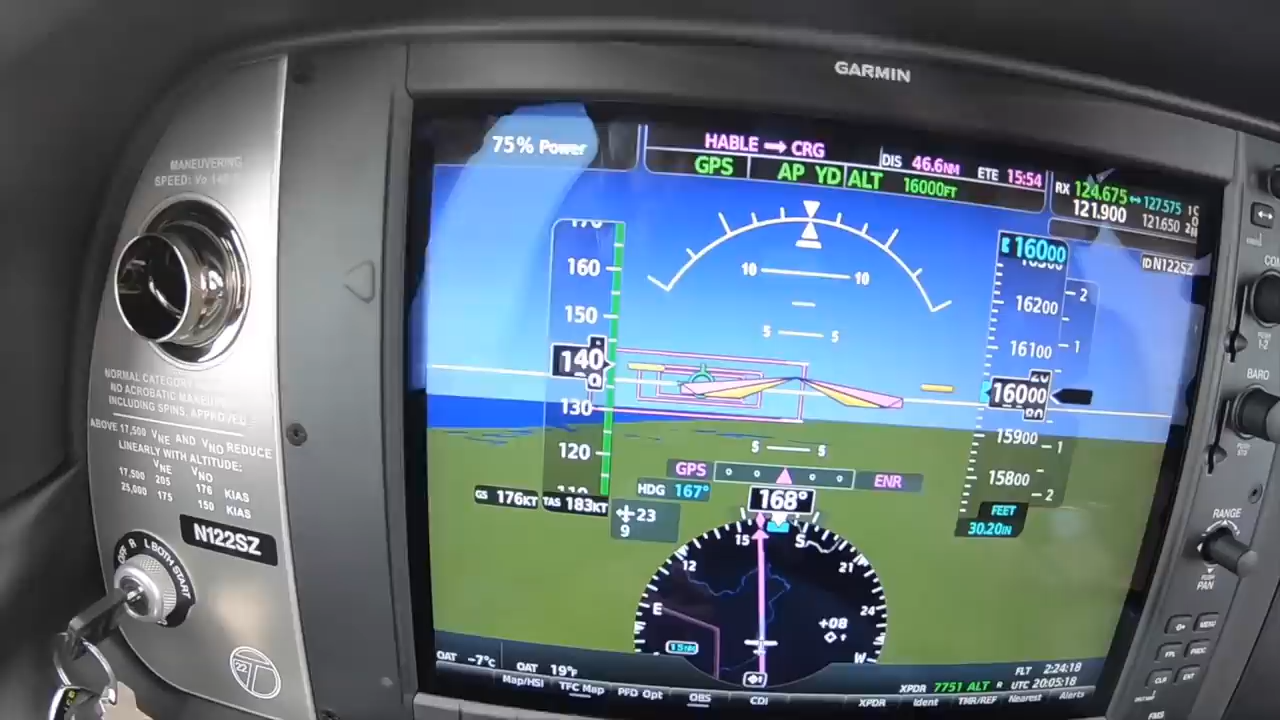 GARMIN
MANEUVERING
SPEED: Vo
NORMAL CATEGORY
NO ACROBATIC
INCLUDING SPINS, APPROVED
ABOVE 17,500 VNE AND VNO REDUCE
LINEARLY WITH ALTITUDE:
VNE VNO
17,500 205 176 KIAS
25,000 175 150 KIAS
N122SZ
OFF R L BOTH START
22
75% Power
HABLE → CRG
DIS 46.6NM ETE 15:54
GPS AP YD ALT 16000FT
RX 124.675 ↔ 127.575
121.900 121.650
ID N122SZ
170
160
150
140
130
120
110
GS 176KT TAS 183KT
10 10
5 5
5 5
16000
16300
16200
16100
16000
15900
15800
2
1
1
2
FEET
30.20IN
GPS ENR
HDG 167°
168°
23
9
15 S
12 21
E 24
W
+08
OAT -7°C OAT 19°F
FLT 2:24:18
XPDR 7751 ALT R UTC 20:05:18
Map/HSI TFC Map PFD Opt OBS CDI XPDR Ident TMR/REF Nearest Alerts
COM
PUSH
1-2
BARO
PUSH
STD
RANGE
PUSH
PAN
MENU
FPL PROC
CLR ENT
FMS